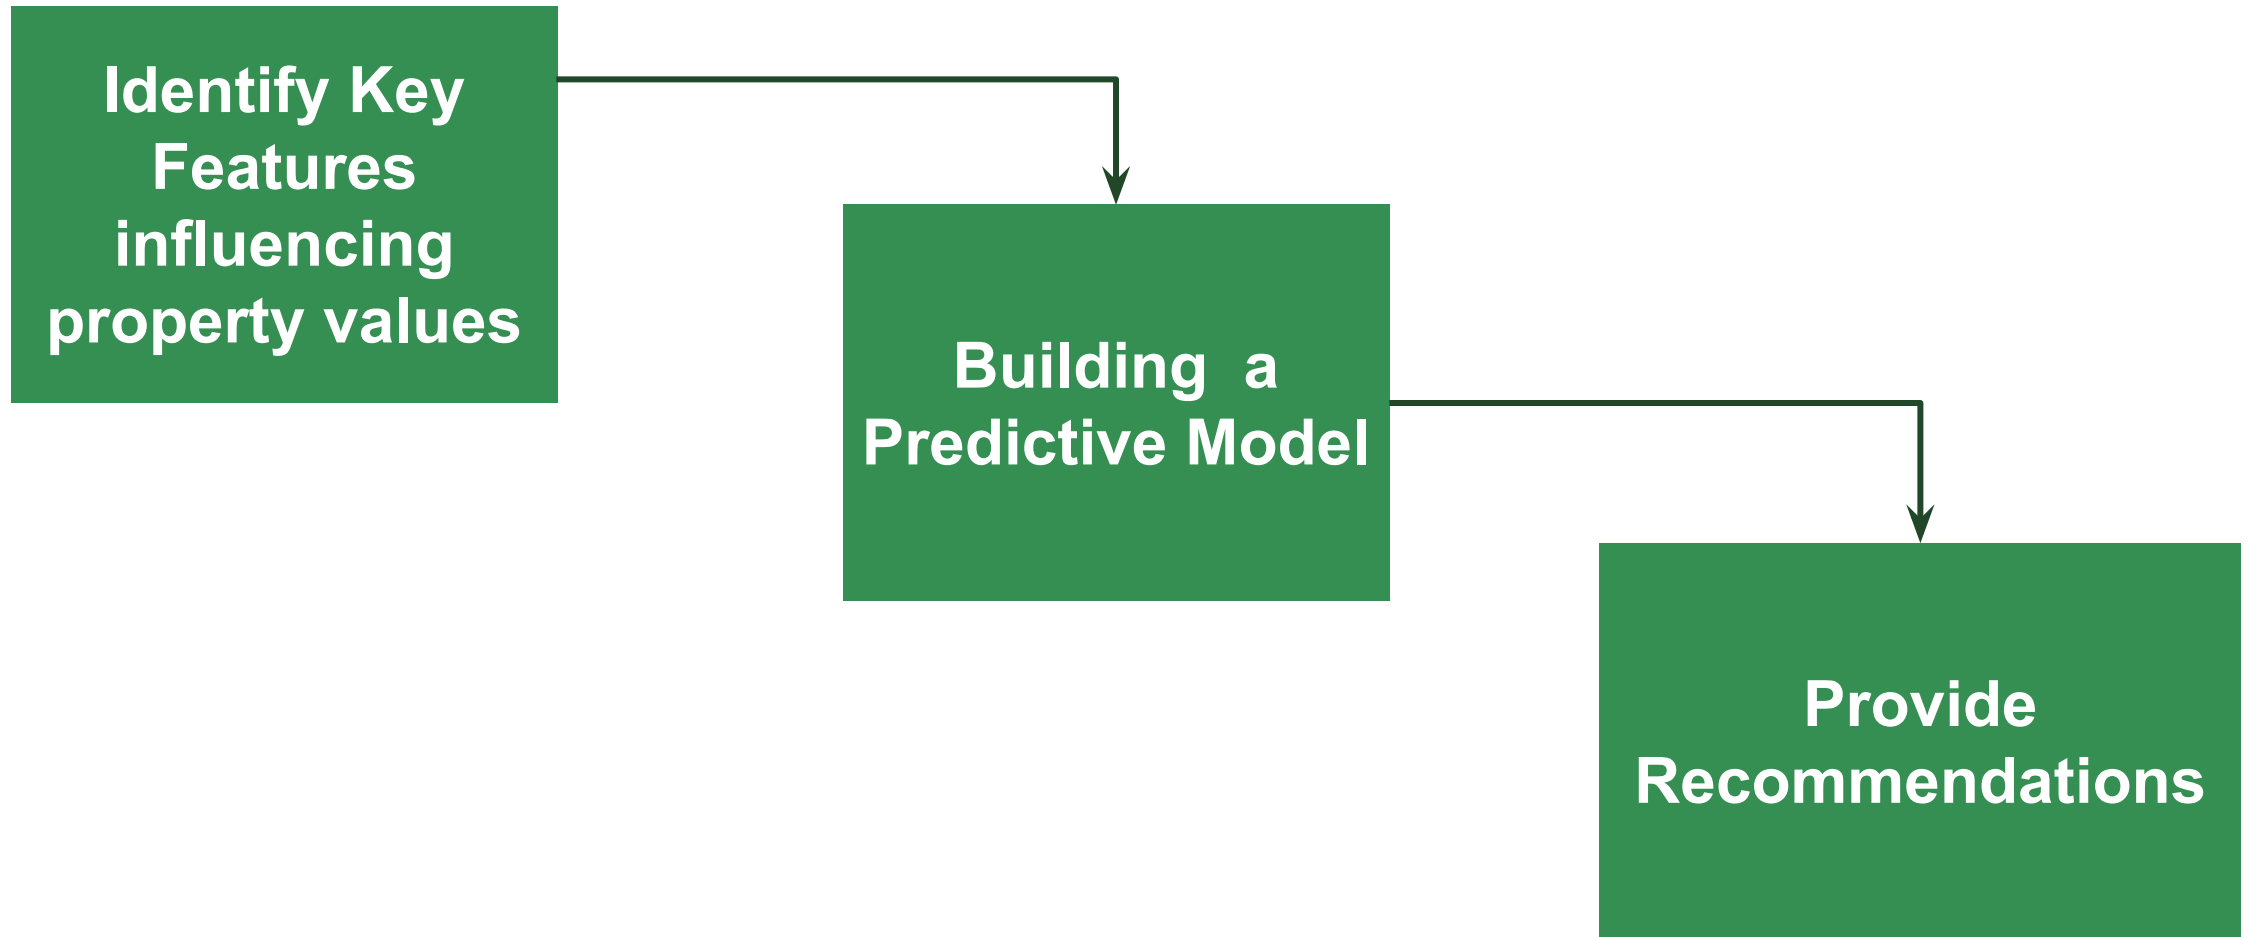 Identify Key
Features
influencing
property values
Building  a
Predictive Model
Provide
Recommendations